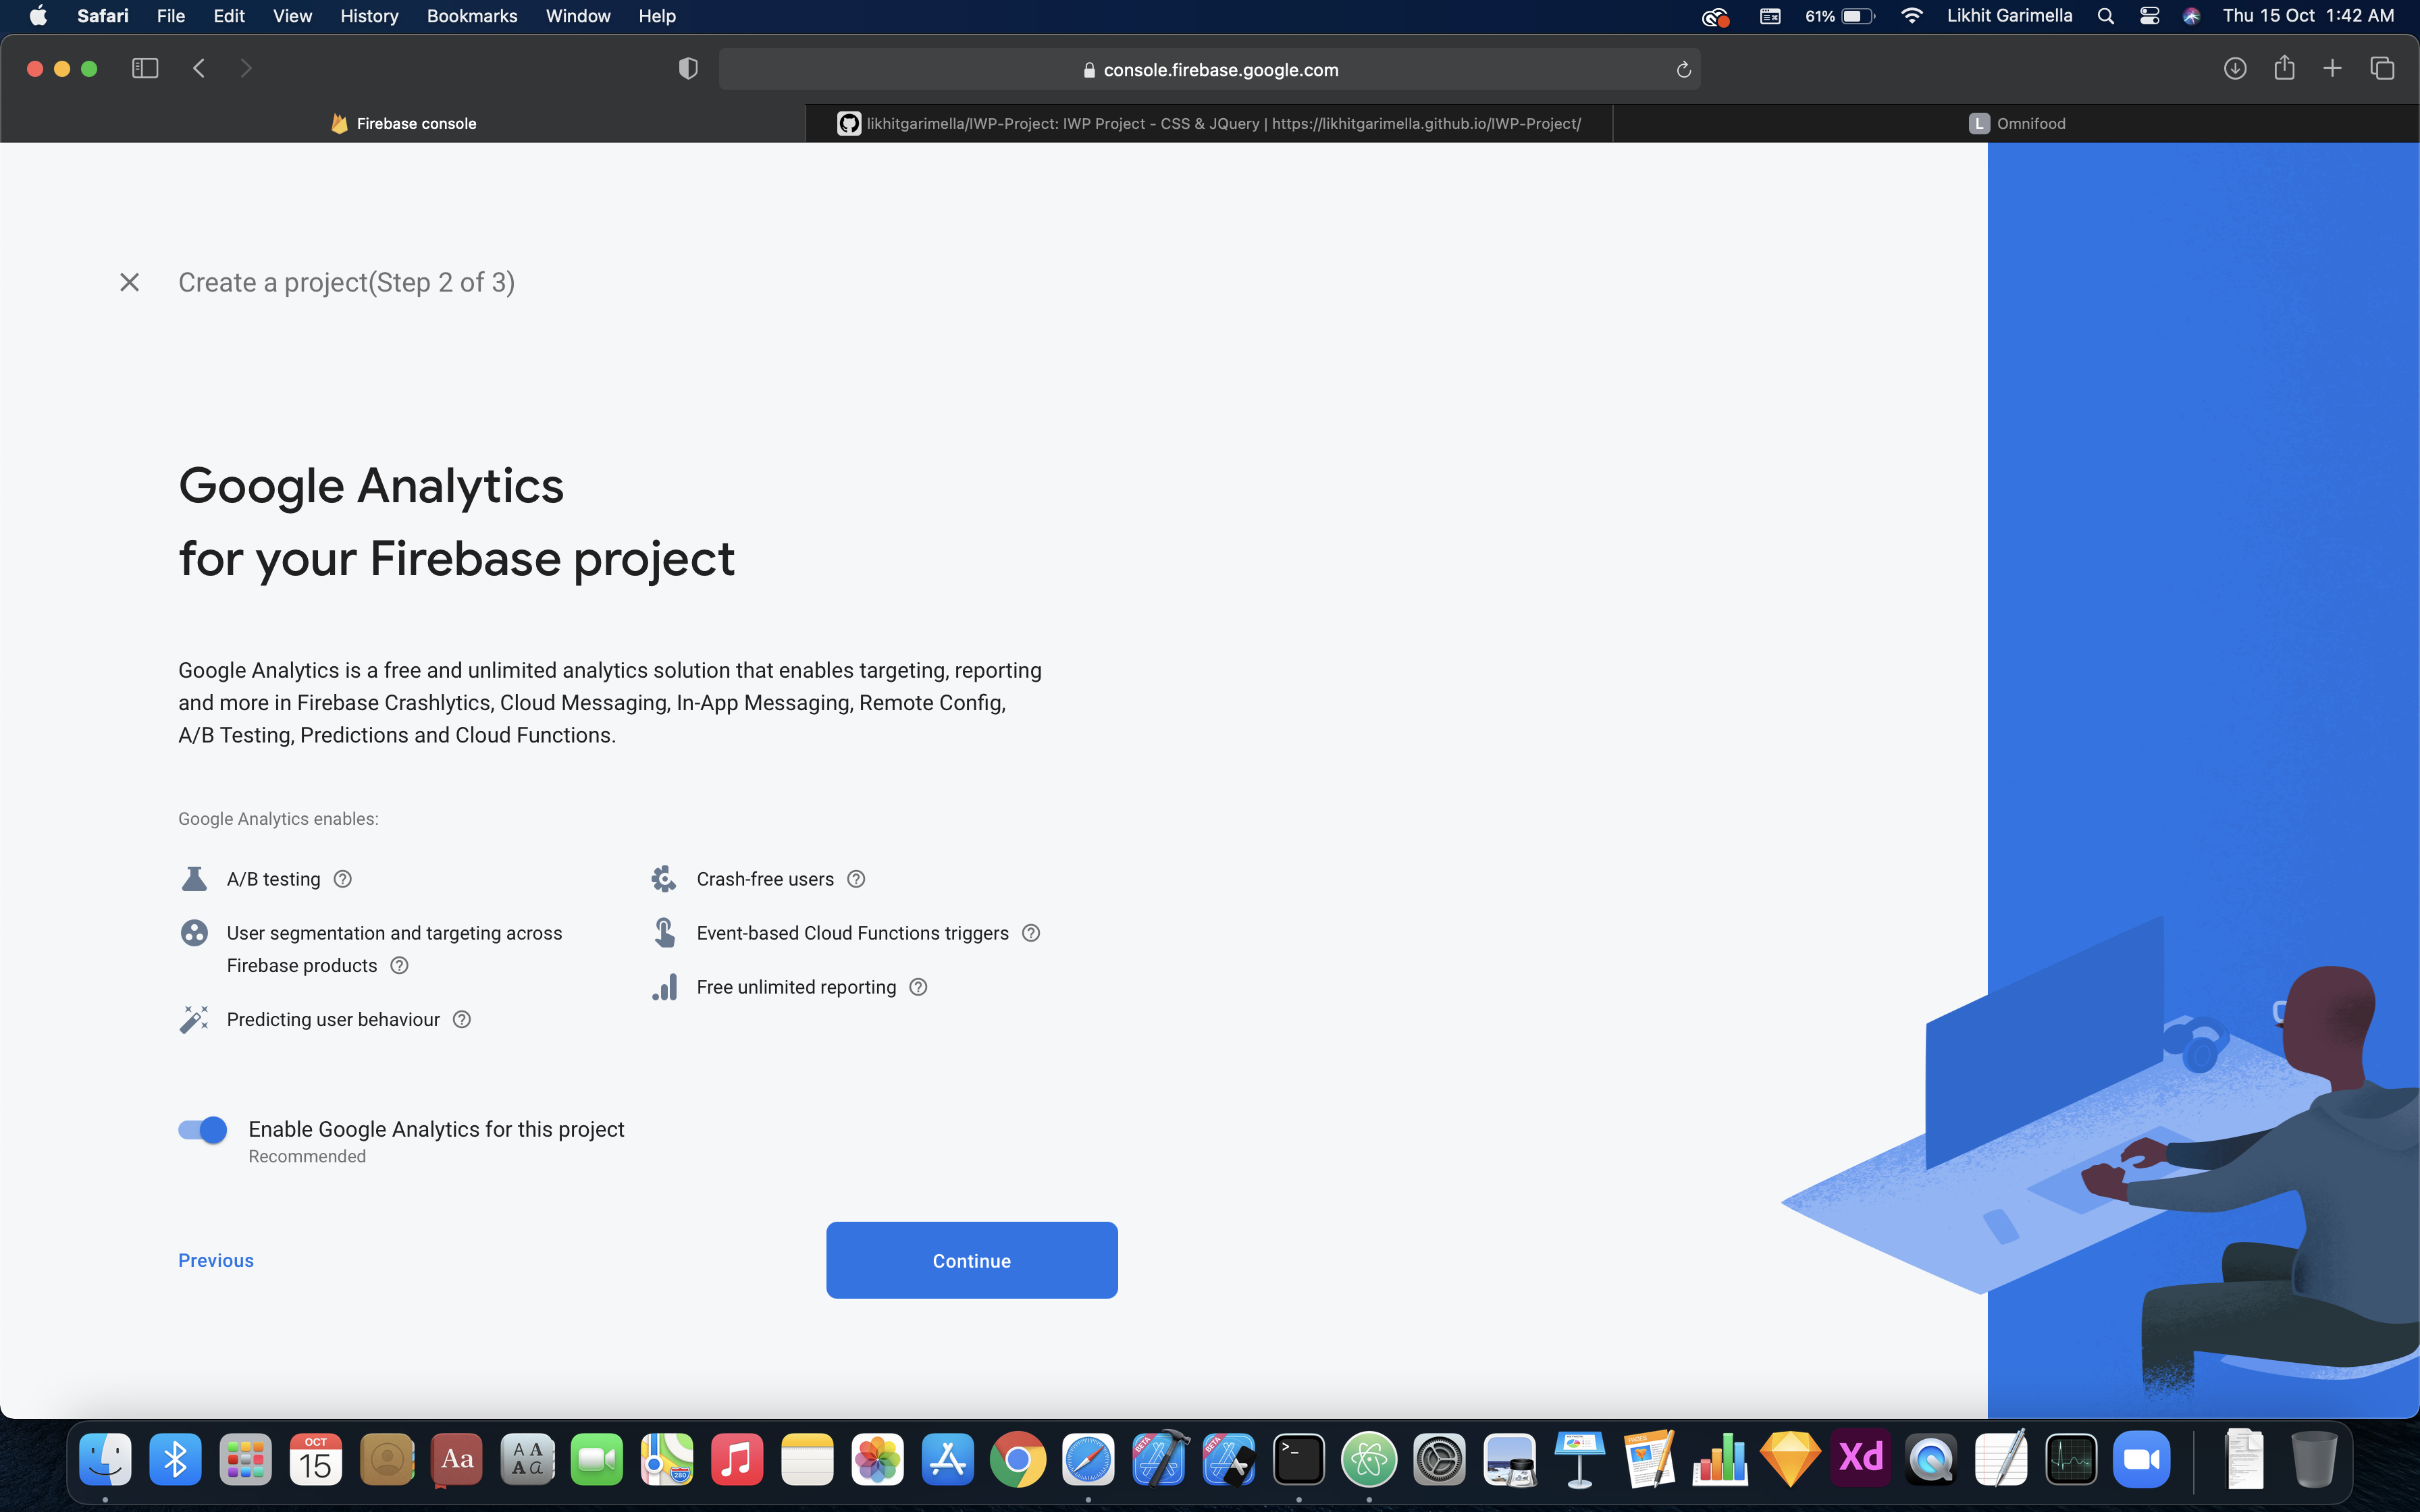 Safari File Edit View History Bookmarks Window Help 61% Likhit Garimella Thu 15 Oct 1:42 AM
console.firebase.google.com
Firebase console likhitgarimella/IWP-Project: IWP Project - CSS & JQuery | https://likhitgarimella.github.io/IWP-Project/ L Omnifood
Create a project(Step 2 of 3)
Google Analytics
for your Firebase project
Google Analytics is a free and unlimited analytics solution that enables targeting, reporting
and more in Firebase Crashlytics, Cloud Messaging, In-App Messaging, Remote Config,
A/B Testing, Predictions and Cloud Functions.
Google Analytics enables:
A/B testing
User segmentation and targeting across
Firebase products
Predicting user behaviour
Crash-free users
Event-based Cloud Functions triggers
Free unlimited reporting
Enable Google Analytics for this project
Recommended
Previous
Continue
OCT
15
Aa
A A
A a
280
BETA
BETA
>_
PAGES
Xd